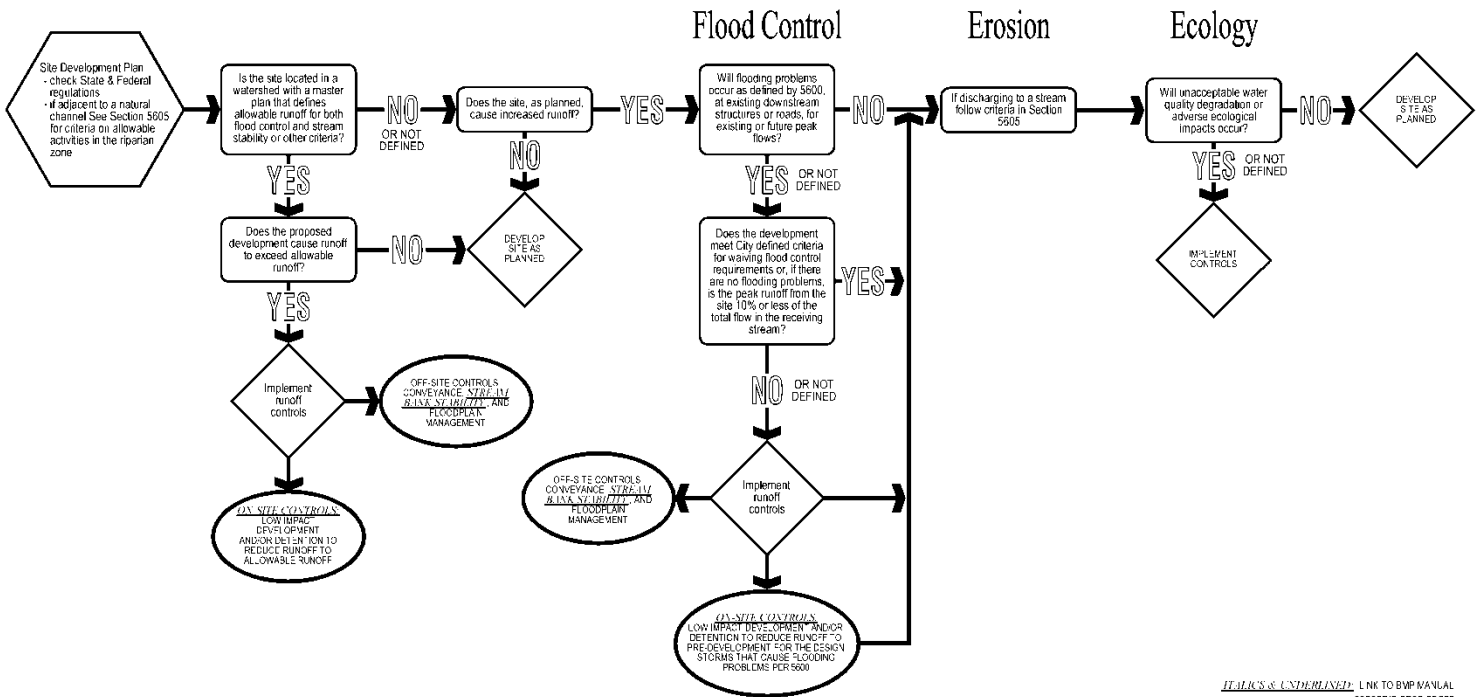 Flood Control
Erosion
Ecology
Site Development Plan
- check State & Federal
regulations
- if adjacent to a natural
channel See Section 5605
for criteria on allowable
activities in the riparian
zone
Is the site located in a
watershed with a master
plan that defines
allowable runoff for both
flood control and stream
stability or other criteria?
NO
OR NOT
DEFINED
Does the site, as planned,
cause increased runoff?
YES
Will flooding problems
occur as defined by 5600,
at existing downstream
structures or roads, for
existing or future peak
flows?
NO
If discharging to a stream
follow criteria in Section
5605
Will unacceptable water
quality degradation or
adverse ecological
impacts occur?
NO
DEVELOP
SITE AS
PLANNED
YES
NO
YES
OR NOT
DEFINED
YES
OR NOT
DEFINED
Does the proposed
development cause runoff
to exceed allowable
runoff?
NO
DEVELOP
SITE AS
PLANNED
Does the development
meet City defined criteria
for waiving flood control
requirements or, if there
are no flooding problems,
is the peak runoff from the
site 10% or less of the
total flow in the receiving
stream?
YES
IMPLEMENT
CONTROLS
YES
NO
OR NOT
DEFINED
Implement
runoff
controls
OFF-SITE CONTROLS
CONVEYANCE, STREAM
BANK STABILITY, AND
FLOODPLAIN
MANAGEMENT
ON SITE CONTROLS:
LOW IMPACT
DEVELOPMENT
AND/OR DETENTION TO
REDUCE RUNOFF TO
ALLOWABLE RUNOFF
OFF-SITE CONTROLS
CONVEYANCE, STREAM
BANK STABILITY, AND
FLOODPLAIN
MANAGEMENT
Implement
runoff
controls
ON-SITE CONTROLS:
LOW IMPACT DEVELOPMENT AND/OR
DETENTION TO REDUCE RUNOFF TO
PRE-DEVELOPMENT FOR THE DESIGN
STORMS THAT CAUSE FLOODING
PROBLEMS PER 5600
ITALICS & UNDERLINED: LINK TO BMP MANUAL